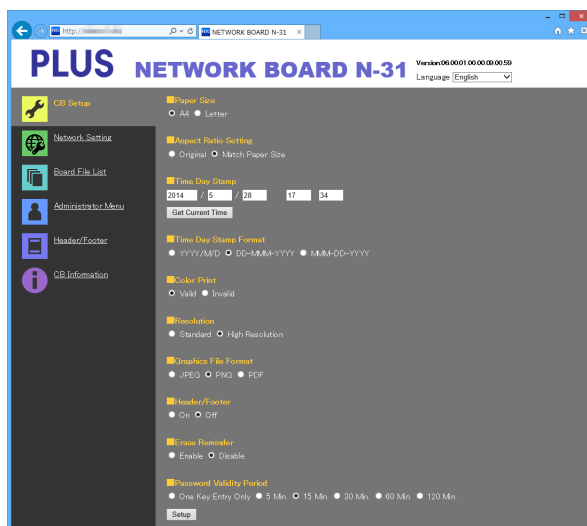 http://
NETWORK BOARD N-31
PLUS NETWORK BOARD N-31
Version:06.00.01.00.00.09.00.59
Language English
CB Setup
Network Setting
Board File List
Administrator Menu
Header/Footer
CB Information
Paper Size
A4 Letter
Aspect Ratio Setting
Original Match Paper Size
Time Day Stamp
2014 / 5 / 28 17 34
Get Current Time
Time Day Stamp Format
YYYY/M/D DD-MMM-YYYY MMM-DD-YYYY
Color Print
Valid Invalid
Resolution
Standard High Resolution
Graphics File Format
JPEG PNG PDF
Header/Footer
On Off
Erase Reminder
Enable Disable
Password Validity Period
One Key Entry Only 5 Min. 15 Min. 30 Min. 60 Min. 120 Min.
Setup